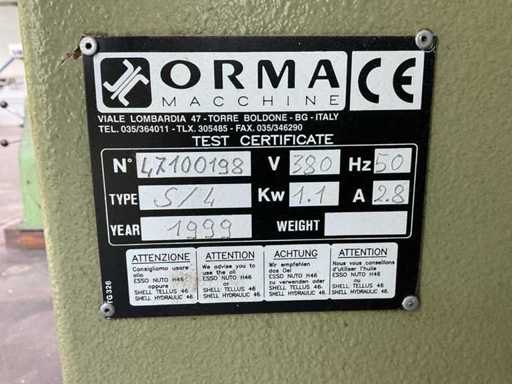 ORMA
MACCHINE
CE
VIALE LOMBARDIA 47 - TORRE BOLDONE - BG - ITALY
TEL. 035/364011 - TLX. 305485 - FAX. 035/346290
TEST CERTIFICATE
N° 47100198 V 380 Hz 50
TYPE S/4 Kw 1.1 A 2.8
YEAR 1999 WEIGHT
ATTENZIONE
Consigliamo usare
olio
ESSO NUTO H46
oppure
SHELL TELLUS 46
SHELL HYDRAULIC 46.
ATTENTION
We advise you to
use the oil
ESSO NUTO H46
or
SHELL TELLUS 46
SHELL HYDRAULIC 46.
ACHTUNG
Wir empfehlen
das Oel
ESSO NUTO H46
zu verwenden oder
SHELL TELLUS 46
SHELL HYDRAULIC 46.
ATTENTION
Nous vous conseillons
d'utiliser l'huile
ESSO NUTO H46
ou
SHELL TELLUS 46
SHELL HYDRAULIC 46.
TG326